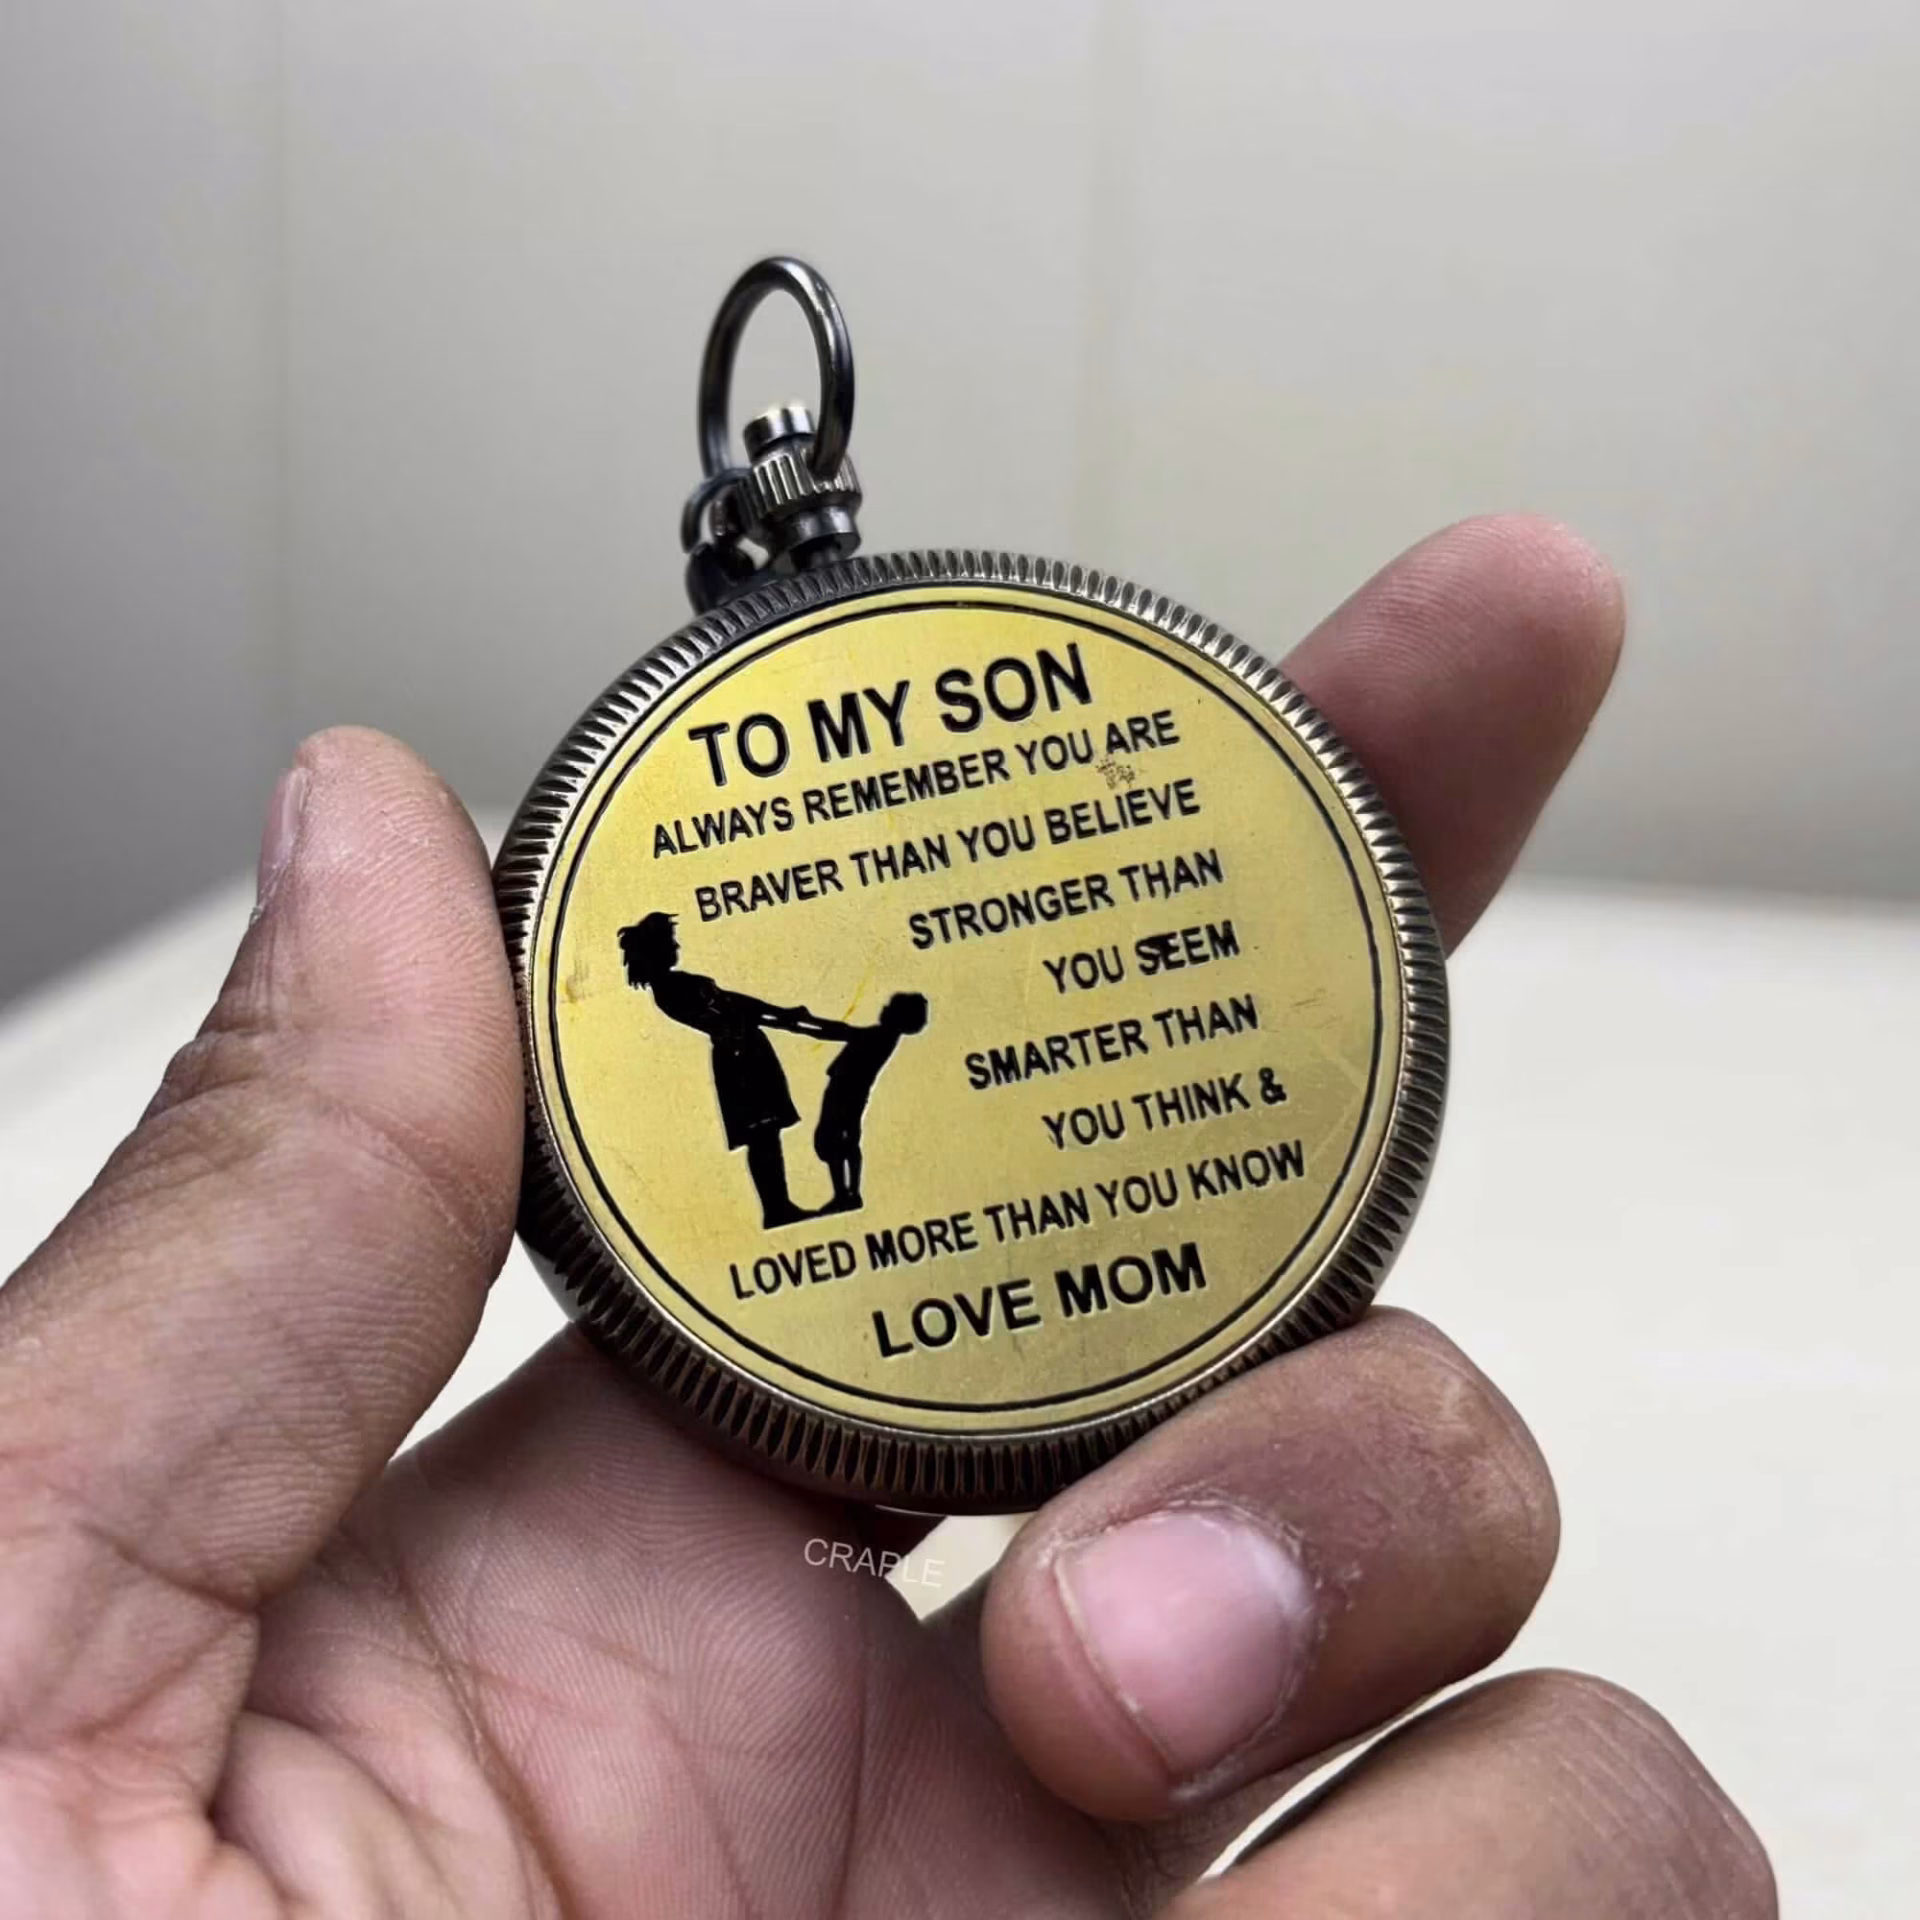 TO MY SON
ALWAYS REMEMBER YOU ARE
BRAVER THAN YOU BELIEVE
STRONGER THAN
YOU SEEM
SMARTER THAN
YOU THINK &
LOVED MORE THAN YOU KNOW
LOVE MOM
CRAPLE